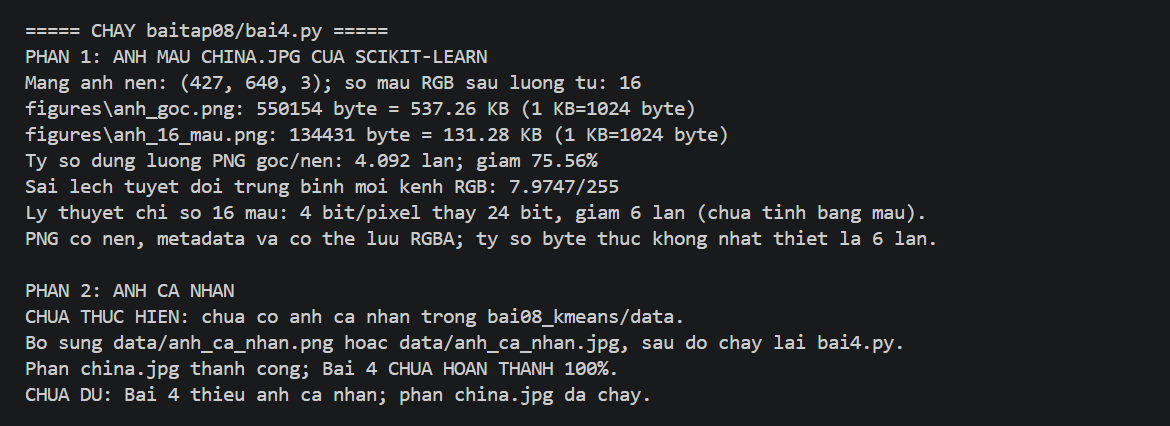 ===== CHAY baitap08/bai4.py =====
PHAN 1: ANH MAU CHINA.JPG CUA SCIKIT-LEARN
Mang anh nen: (427, 640, 3); so mau RGB sau luong tu: 16
figures\anh_goc.png: 550154 byte = 537.26 KB (1 KB=1024 byte)
figures\anh_16_mau.png: 134431 byte = 131.28 KB (1 KB=1024 byte)
Ty so dung luong PNG goc/nen: 4.092 lan; giam 75.56%
Sai lech tuyet doi trung binh moi kenh RGB: 7.9747/255
Ly thuyet chi so 16 mau: 4 bit/pixel thay 24 bit, giam 6 lan (chua tinh bang mau).
PNG co nen, metadata va co the luu RGBA; ty so byte thuc khong nhat thiet la 6 lan.
PHAN 2: ANH CA NHAN
CHUA THUC HIEN: chua co anh ca nhan trong bai08_kmeans/data.
Bo sung data/anh_ca_nhan.png hoac data/anh_ca_nhan.jpg, sau do chay lai bai4.py.
Phan china.jpg thanh cong; Bai 4 CHUA HOAN THANH 100%.
CHUA DU: Bai 4 thieu anh ca nhan; phan china.jpg da chay.